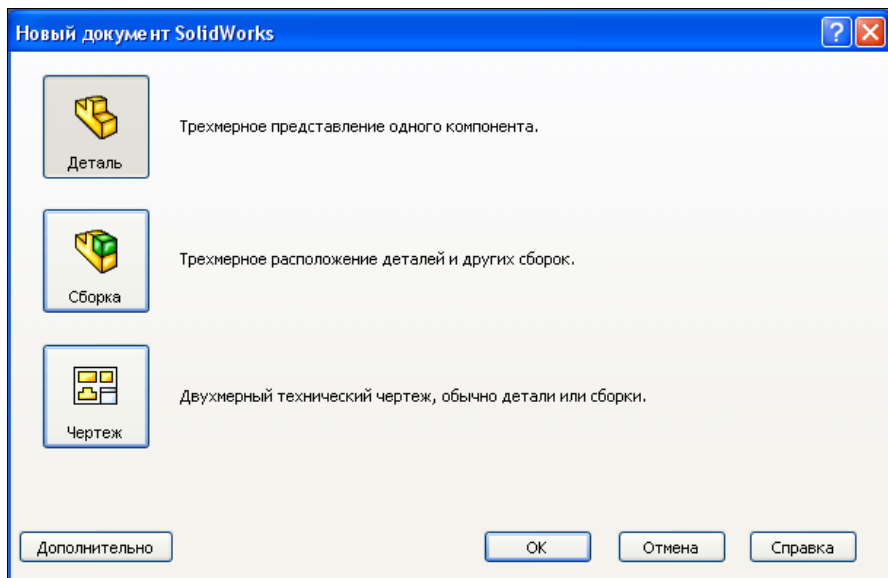 Новый документ SolidWorks
Трехмерное представление одного компонента.
Деталь
Трехмерное расположение деталей и других сборок.
Сборка
Двухмерный технический чертеж, обычно детали или сборки.
Чертеж
Дополнительно
OK
Отмена
Справка